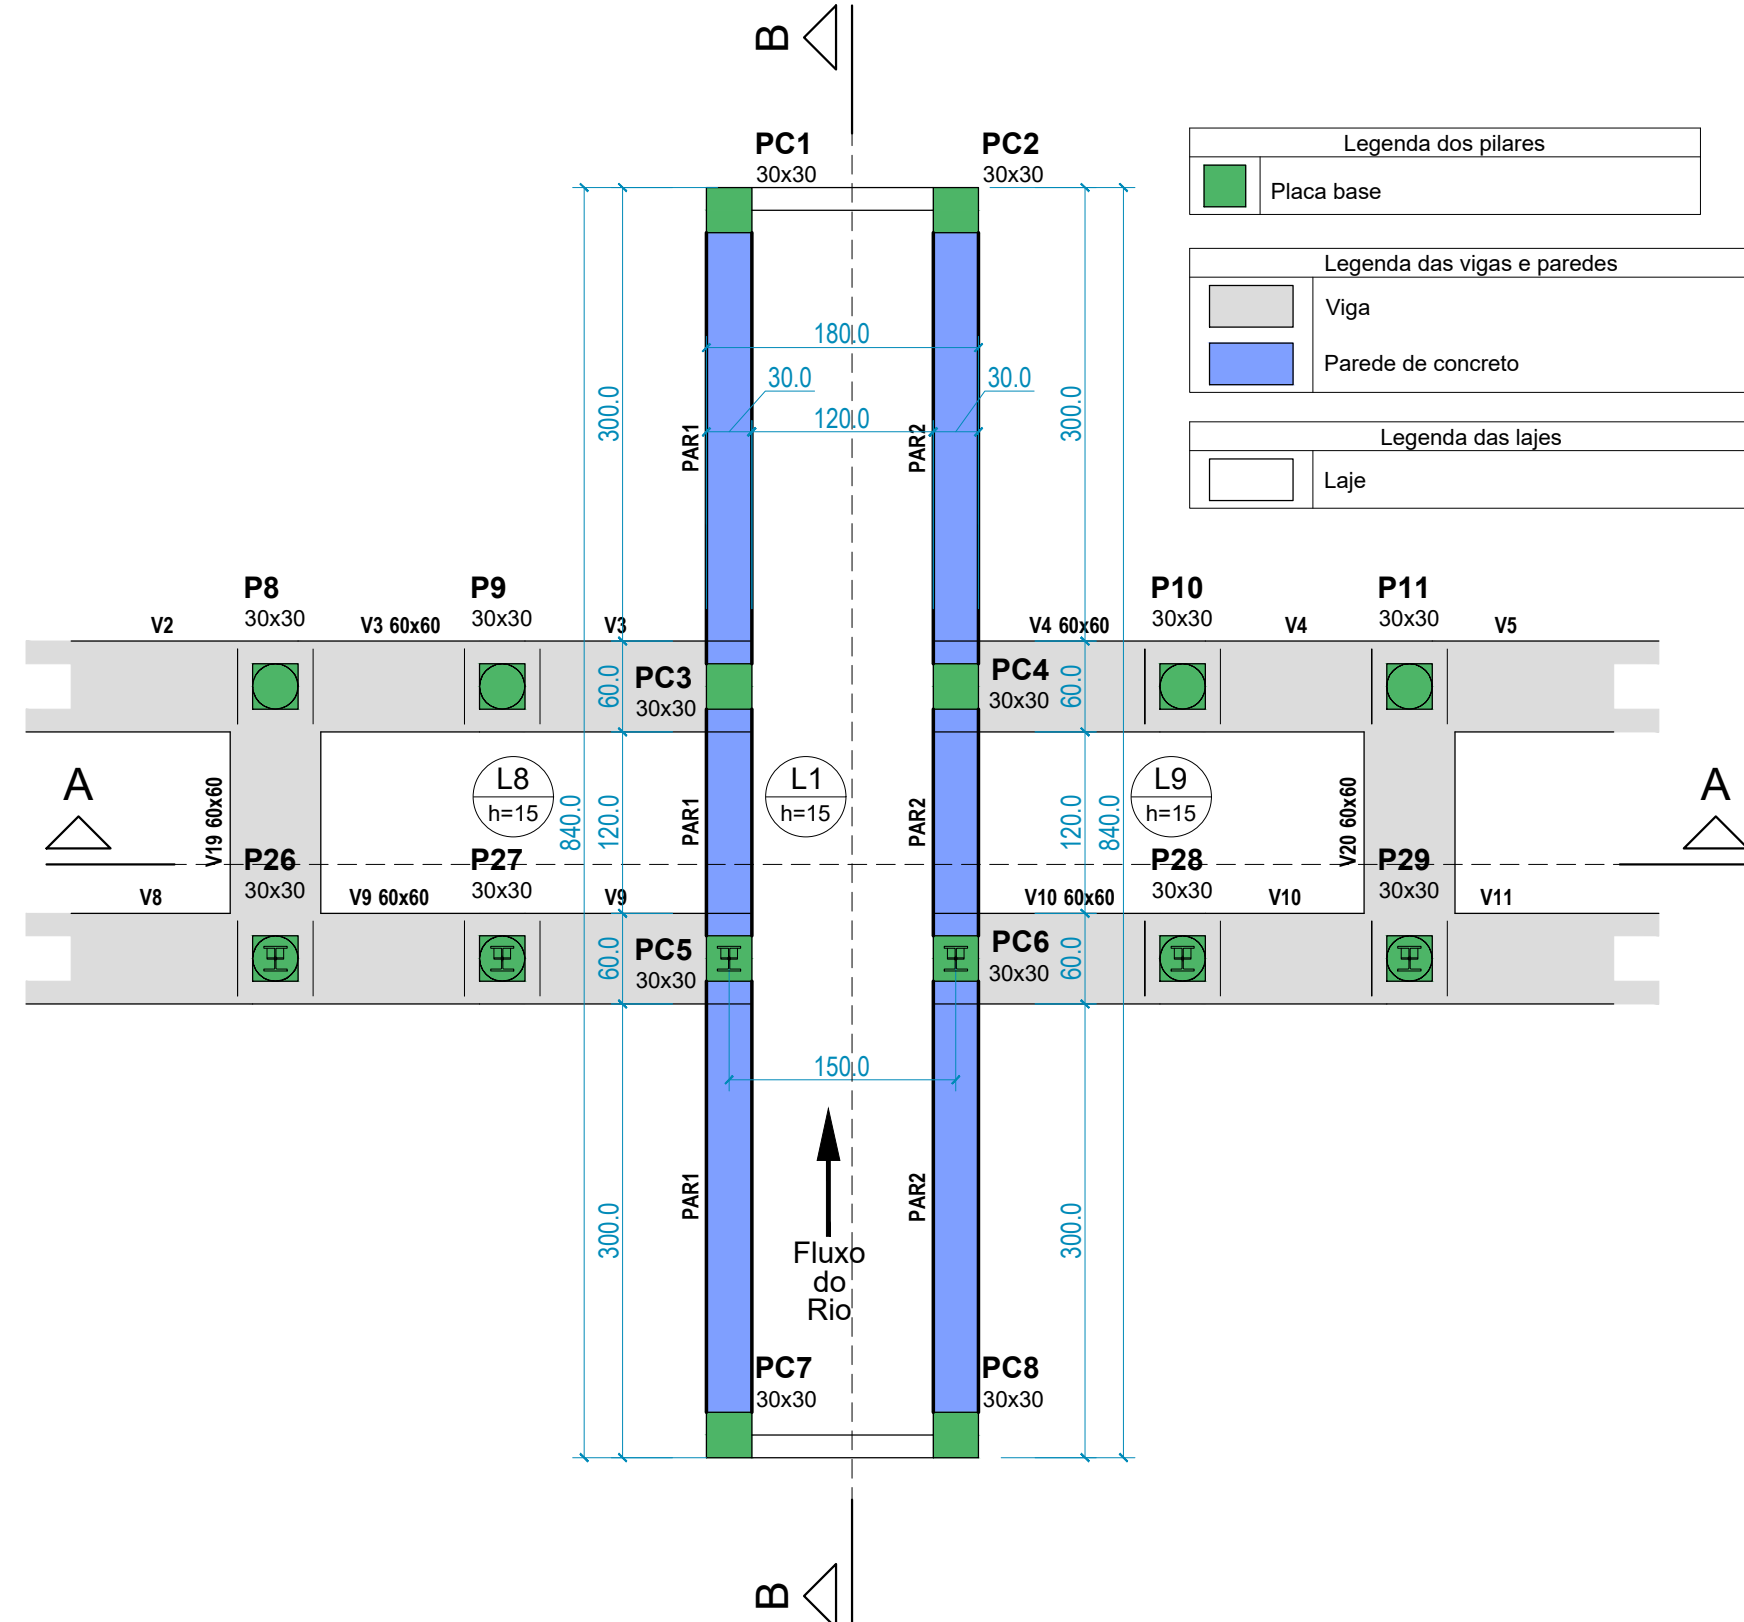 B
PC1
30x30
PC2
30x30
Legenda dos pilares
Placa base
Legenda das vigas e paredes
Viga
Parede de concreto
Legenda das lajes
Laje
180.0
30.0
30.0
120.0
300.0
300.0
PAR1
PAR2
P8
30x30
P9
30x30
P10
30x30
P11
30x30
V2
V3 60x60
V3
V4 60x60
V4
V5
PC3
30x30
60.0
PC4
30x30
60.0
A
L8
h=15
L1
h=15
L9
h=15
A
V19 60x60
840.0
120.0
PAR1
PAR2
120.0
840.0
V20 60x60
P26
30x30
P27
30x30
P28
30x30
P29
30x30
V8
V9 60x60
V9
V10 60x60
V10
V11
PC5
30x30
60.0
PC6
30x30
60.0
150.0
PAR1
PAR2
300.0
300.0
Fluxo
do
Rio
PC7
30x30
PC8
30x30
B